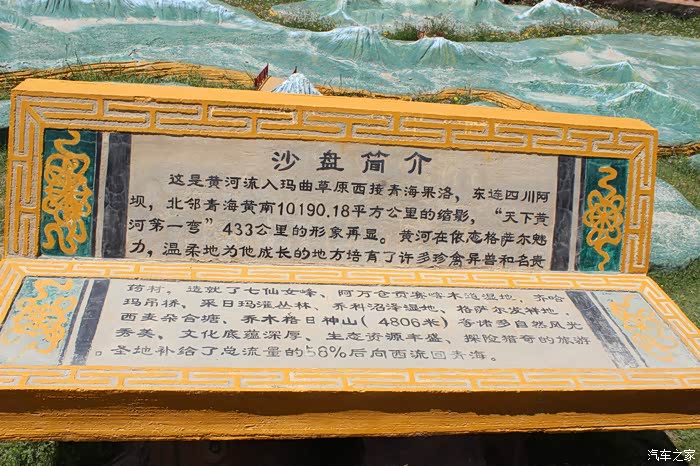 沙盘简介
这是黄河流入玛曲草原西接青海果洛，东连四川阿
坝，北邻青海黄南10190.18平方公里的缩影，“天下黄
河第一弯”433公里的形象再显。黄河在依恋格萨尔魅
力，温柔地为他成长的地方培育了许多珍禽异兽和名贵
药材，造就了七仙女峰、阿万仓贡赛喀木道湿地，齐哈
玛吊桥，采日玛灌丛林、乔利沼泽湿地，格萨尔发祥地，
西麦朵合塘，乔木格日神山（4806米）等诸多自然风光
秀美、文化底蕴深厚、生态资源丰盛、探险猎奇的旅游
圣地补给了总流量的58%后向西流回青海。
汽车之家